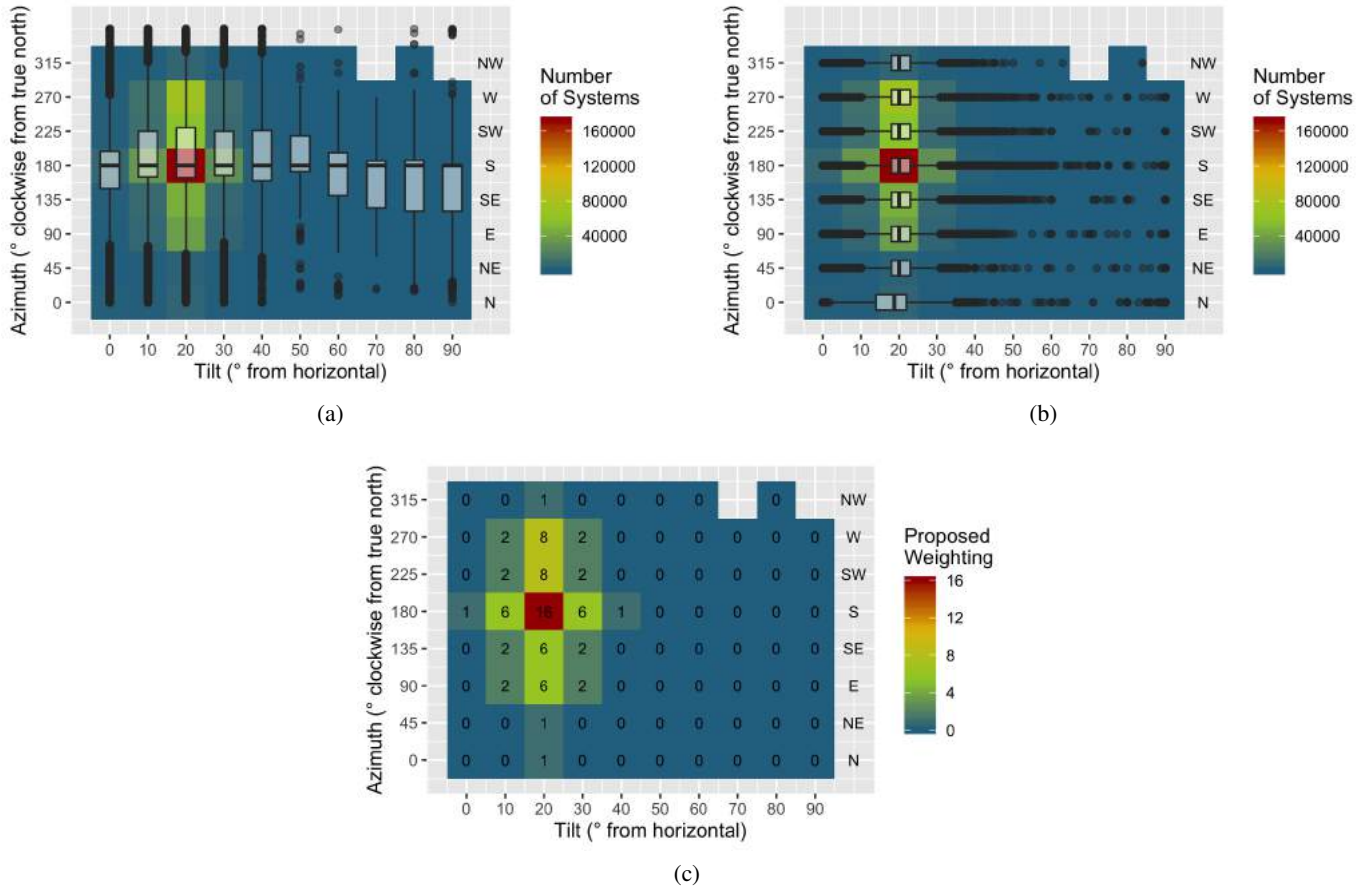 Azimuth (° clockwise from true north)
315
270
225
180
135
90
45
0
NW
W
SW
S
SE
E
NE
N
0 10 20 30 40 50 60 70 80 90
Tilt (° from horizontal)
Number
of Systems
160000
120000
80000
40000
(a)
Azimuth (° clockwise from true north)
315
270
225
180
135
90
45
0
NW
W
SW
S
SE
E
NE
N
0 10 20 30 40 50 60 70 80 90
Tilt (° from horizontal)
Number
of Systems
160000
120000
80000
40000
(b)
Azimuth (° clockwise from true north)
315 0 0 1 0 0 0 0 0 NW
270 0 2 8 2 0 0 0 0 0 0 W
225 0 2 8 2 0 0 0 0 0 0 SW
180 1 6 16 6 1 0 0 0 0 0 S
135 0 2 6 2 0 0 0 0 0 0 SE
90 0 2 6 2 0 0 0 0 0 0 E
45 0 0 1 0 0 0 0 0 0 0 NE
0 0 0 1 0 0 0 0 0 0 0 N
0 10 20 30 40 50 60 70 80 90
Tilt (° from horizontal)
Proposed
Weighting
16
12
8
4
0
(c)